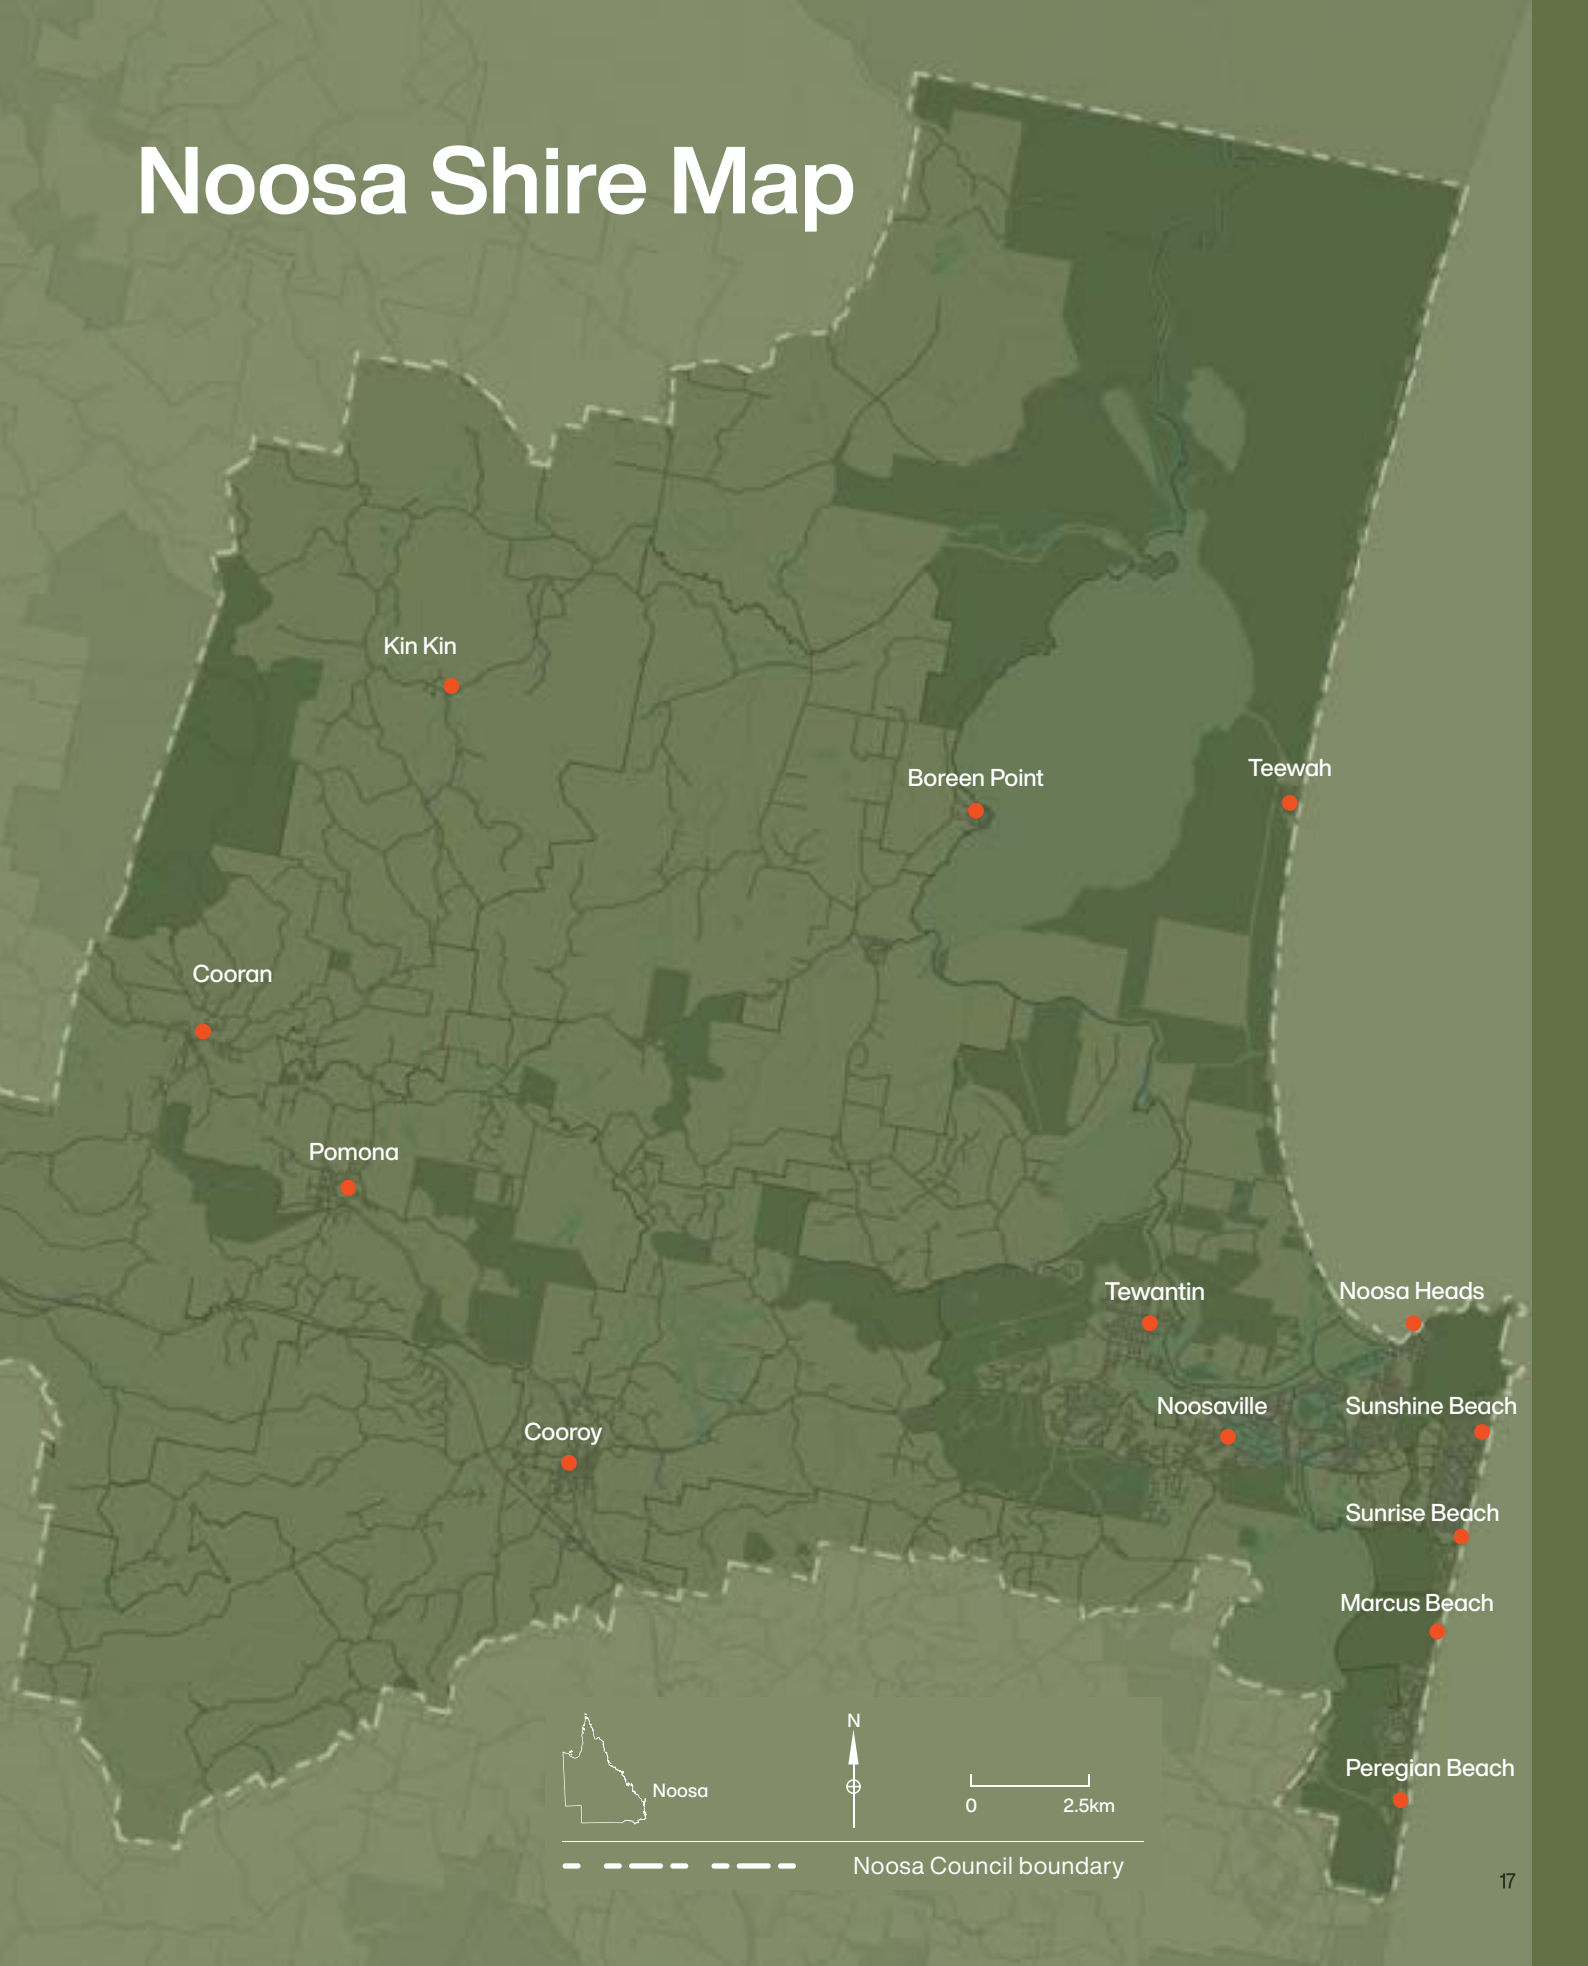 Noosa Shire Map
Kin Kin
Boreen Point
Teewah
Cooran
Pomona
Tewantin
Noosa Heads
Noosaville
Sunshine Beach
Cooroy
Sunrise Beach
Marcus Beach
Peregian Beach
N
Noosa
0 2.5km
Noosa Council boundary
17